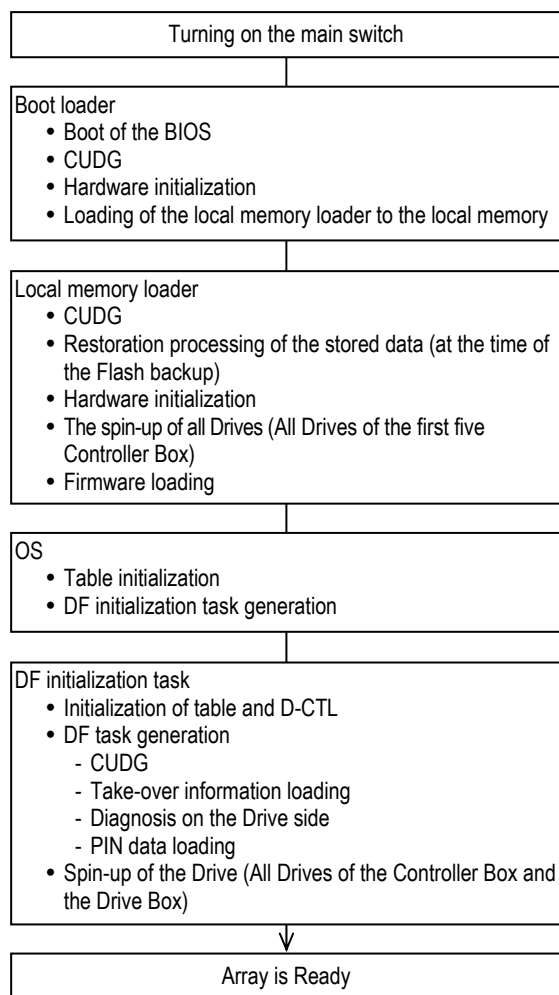 Turning on the main switch
Boot loader
• Boot of the BIOS
• CUDG
• Hardware initialization
• Loading of the local memory loader to the local memory
Local memory loader
• CUDG
• Restoration processing of the stored data (at the time of
the Flash backup)
• Hardware initialization
• The spin-up of all Drives (All Drives of the first five
Controller Box)
• Firmware loading
OS
• Table initialization
• DF initialization task generation
DF initialization task
• Initialization of table and D-CTL
• DF task generation
- CUDG
- Take-over information loading
- Diagnosis on the Drive side
- PIN data loading
• Spin-up of the Drive (All Drives of the Controller Box and
the Drive Box)
Array is Ready